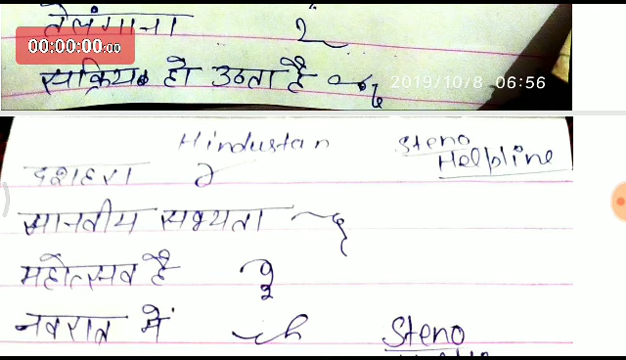 तेलंगाना
00:00:00:00
सक्रिय हो उठता है
2019/10/8 06:56
Hindustan Steno Helpline
दशहरा
मानवीय सभ्यता
महोत्सव है
नवरात्र में
Steno